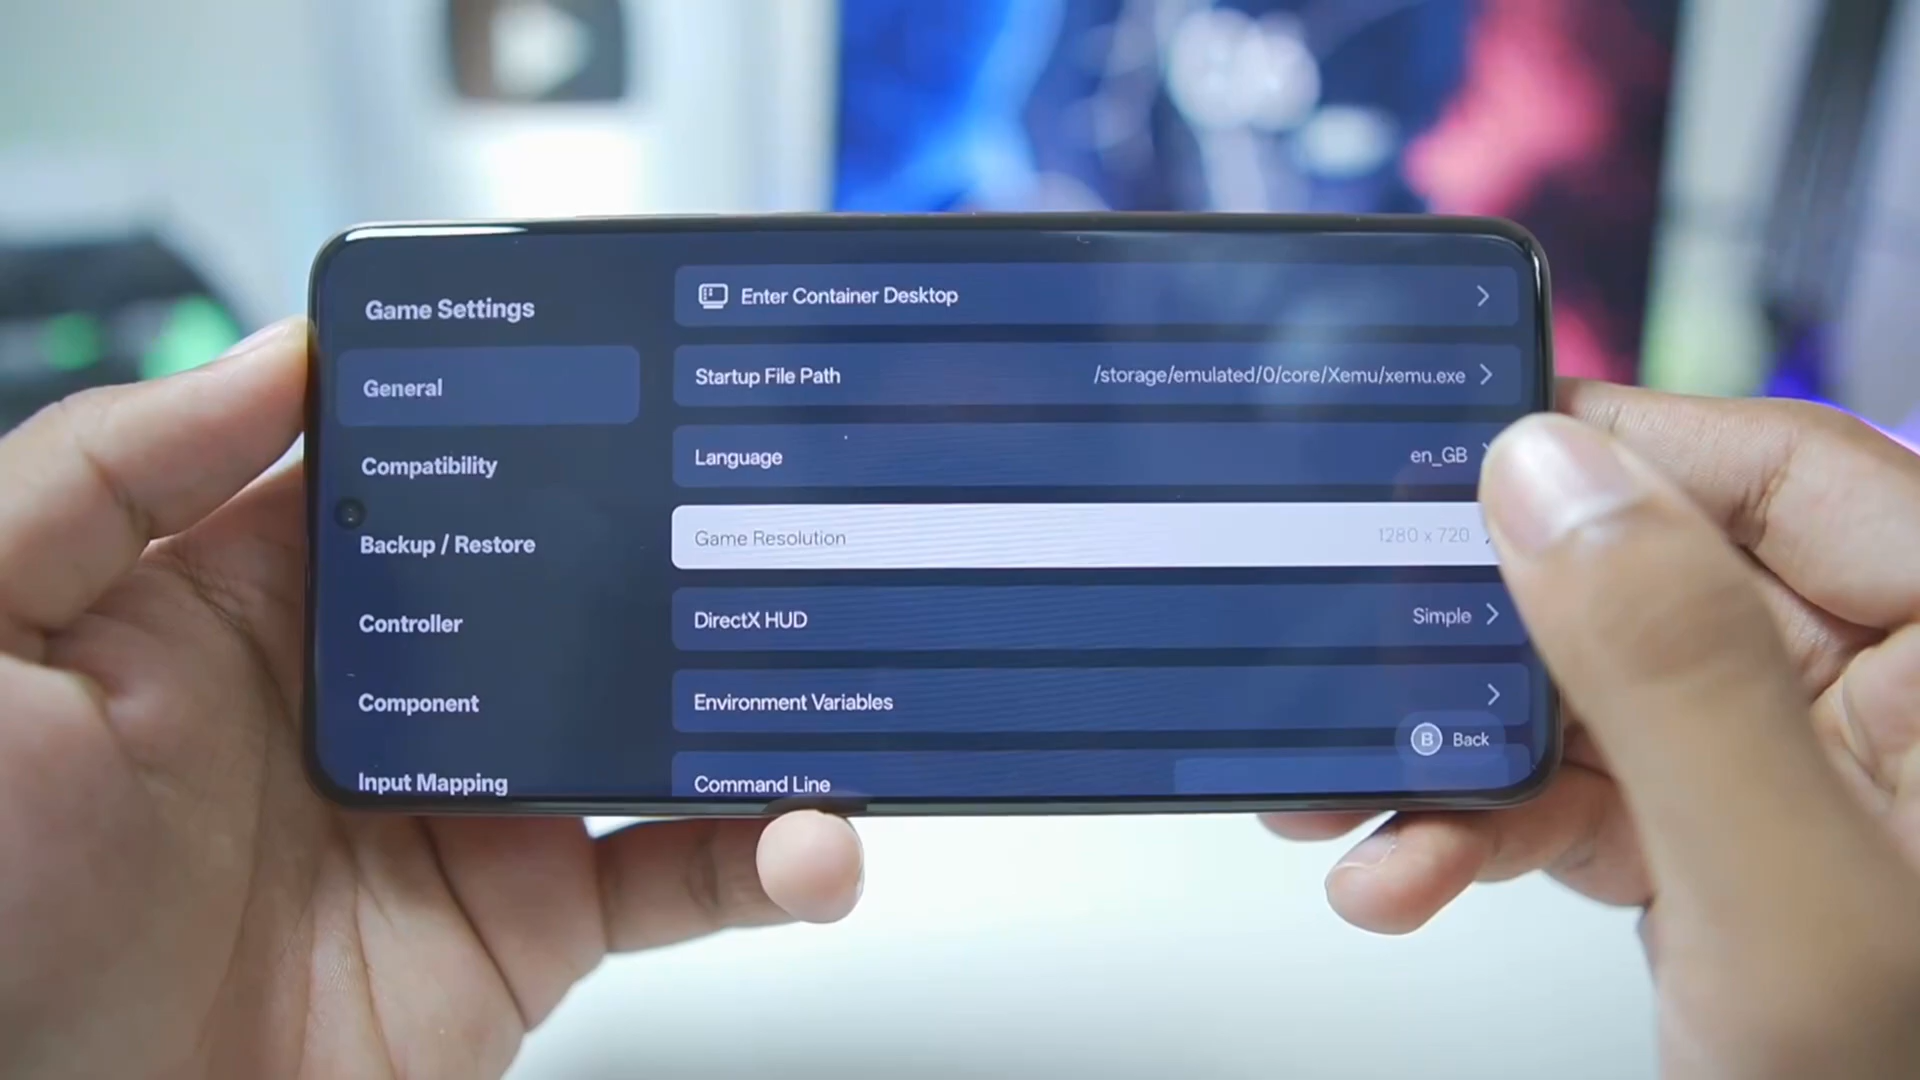 Game Settings
General
Compatibility
Backup / Restore
Controller
Component
Input Mapping
Enter Container Desktop
Startup File Path /storage/emulated/0/core/Xemu/xemu.exe
Language en_GB
Game Resolution 1280 x 720
DirectX HUD Simple
Environment Variables
B Back
Command Line